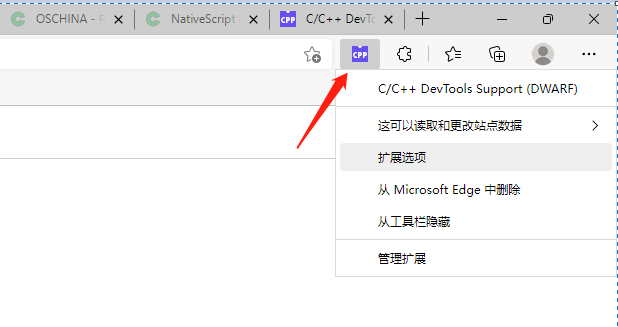 OSCHINA - 
NativeScript
C/C++ DevTo
CPP
C/C++ DevTools Support (DWARF)
这可以读取和更改站点数据
扩展选项
从 Microsoft Edge 中删除
从工具栏隐藏
管理扩展